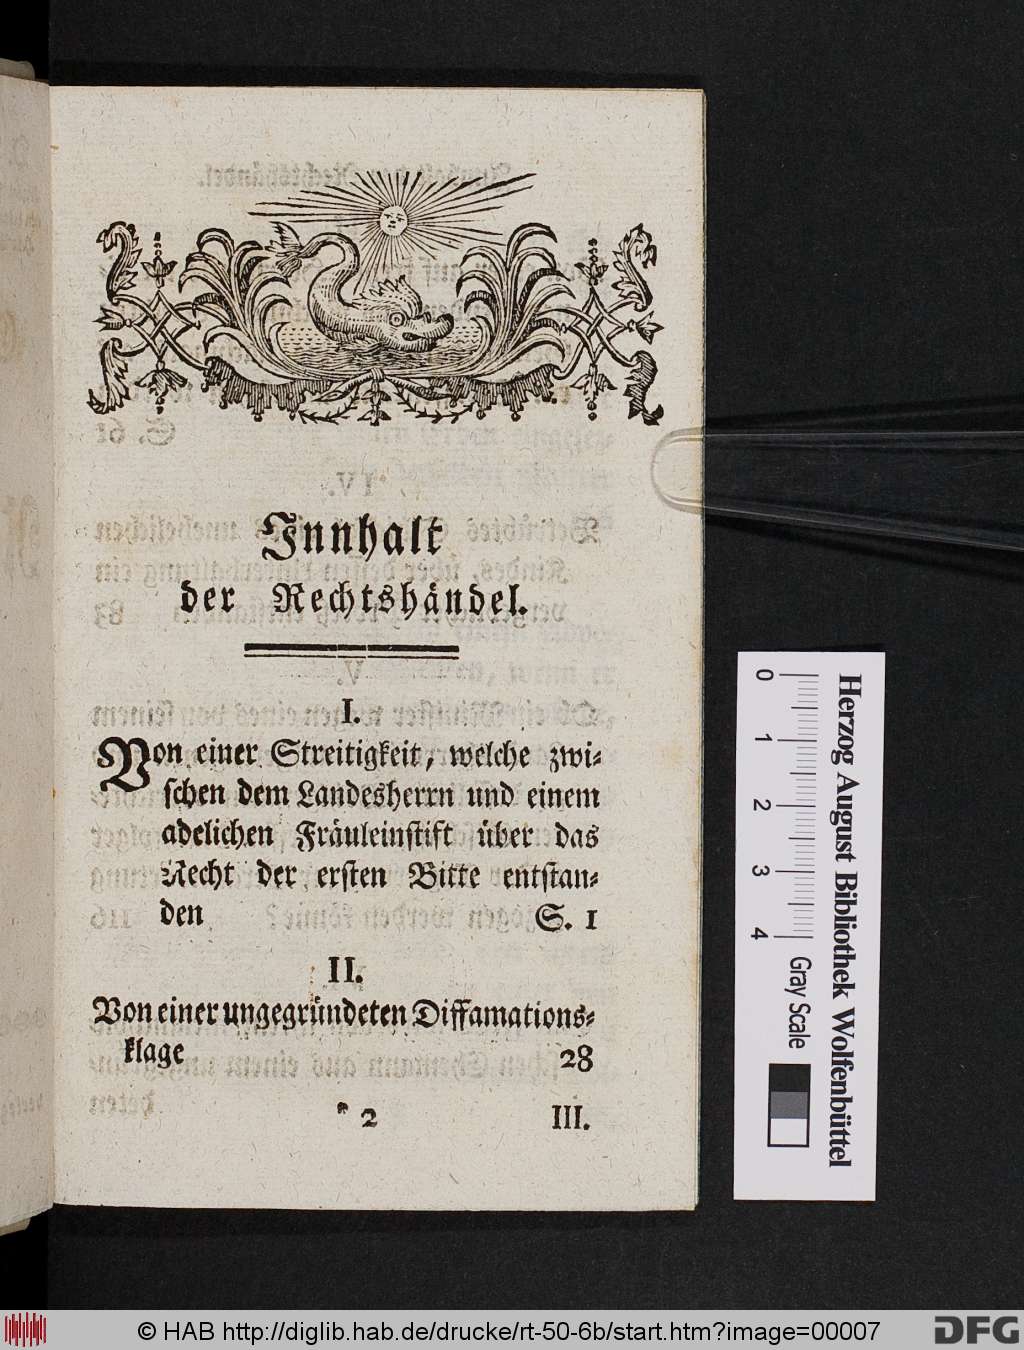 Innhalt
der Rechtshändel.
I.
Von einer Streitigkeit, welche zwi-
schen dem Landesherrn und einem
adelichen Fräuleinstift über das
Recht der ersten Bitte entstan-
den S. 1
II.
Von einer ungegründeten Diffamations-
klage 28
* 2 III.
0 1 2 3 4
Gray Scale
Herzog August Bibliothek Wolfenbüttel
© HAB http://diglib.hab.de/drucke/rt-50-6b/start.htm?image=00007
DFG